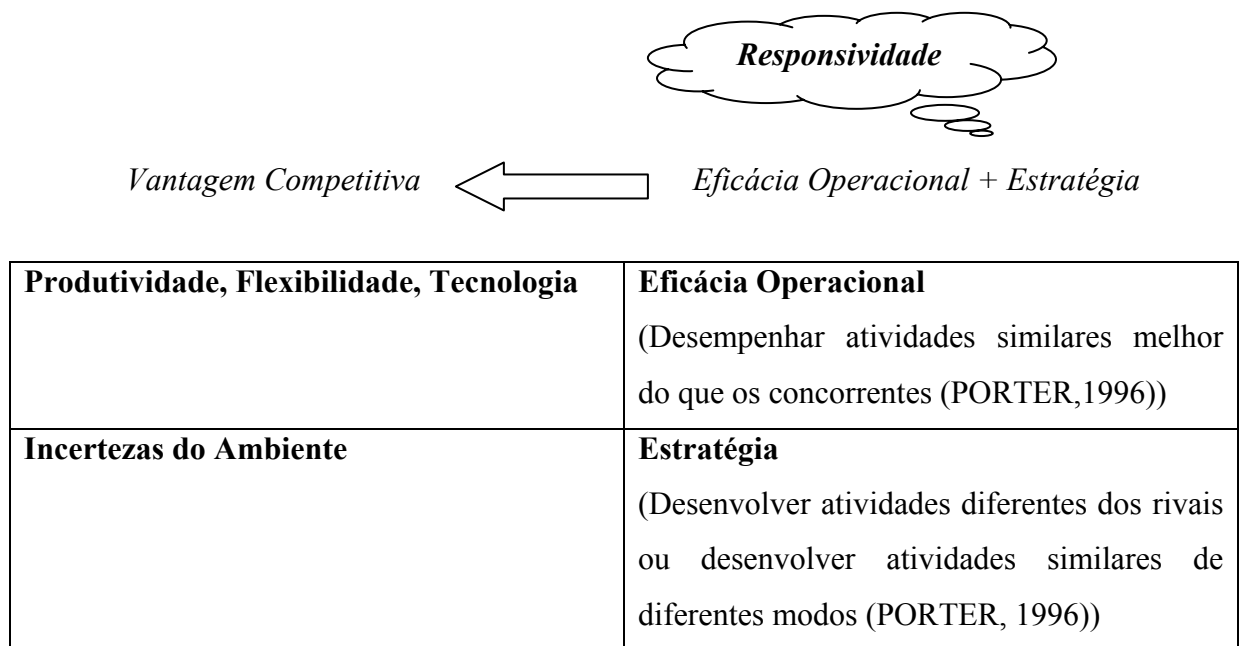 Responsividade
Vantagem Competitiva Eficácia Operacional + Estratégia
Produtividade, Flexibilidade, Tecnologia
Eficácia Operacional
(Desempenhar atividades similares melhor
do que os concorrentes (PORTER,1996))
Incertezas do Ambiente
Estratégia
(Desenvolver atividades diferentes dos rivais
ou desenvolver atividades similares de
diferentes modos (PORTER, 1996))